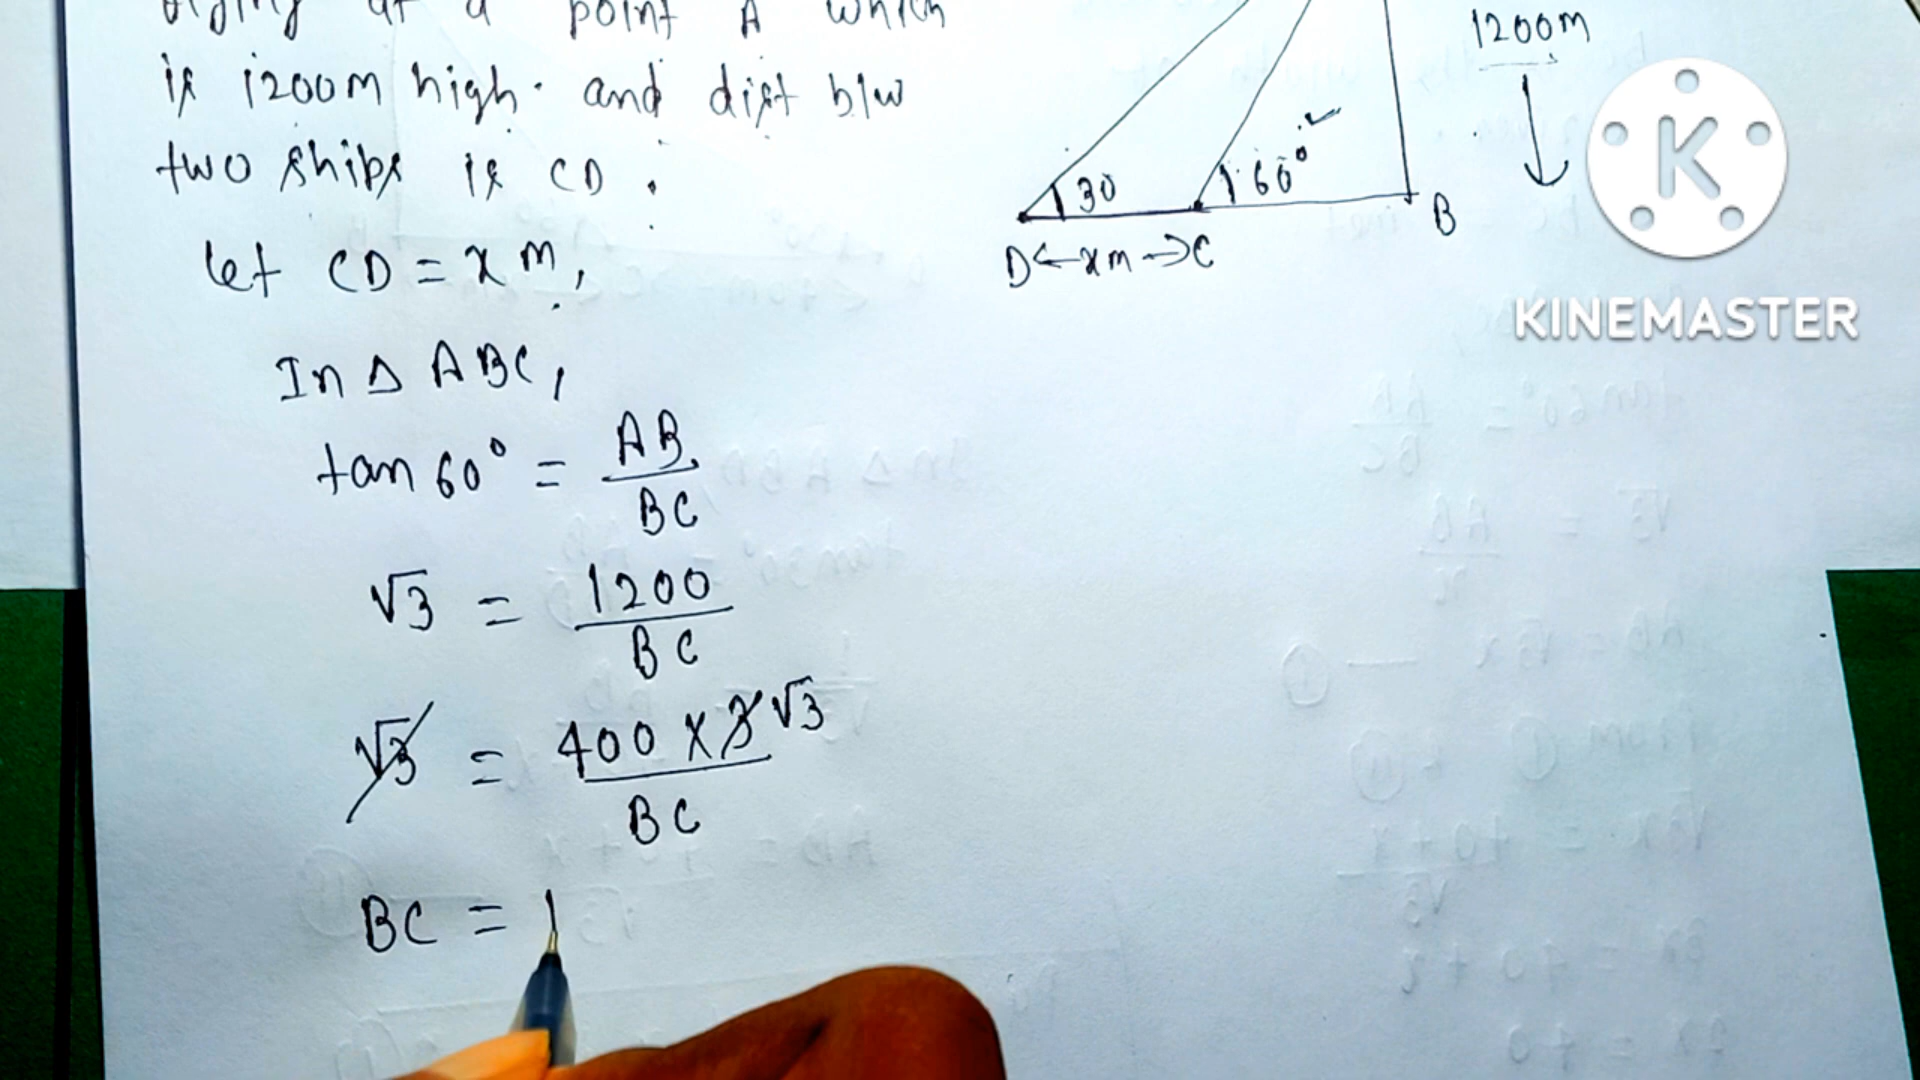 at a point A which
is 1200m high. and dist b/w
two ships is CD.
let CD = x m,
In Δ ABC,
tan 60° = AB/BC
√3 = 1200/BC
√3 = 400 x 3 √3/BC
BC =
1200m
30
60°
B
D ← x m → C
K
KINEMASTER